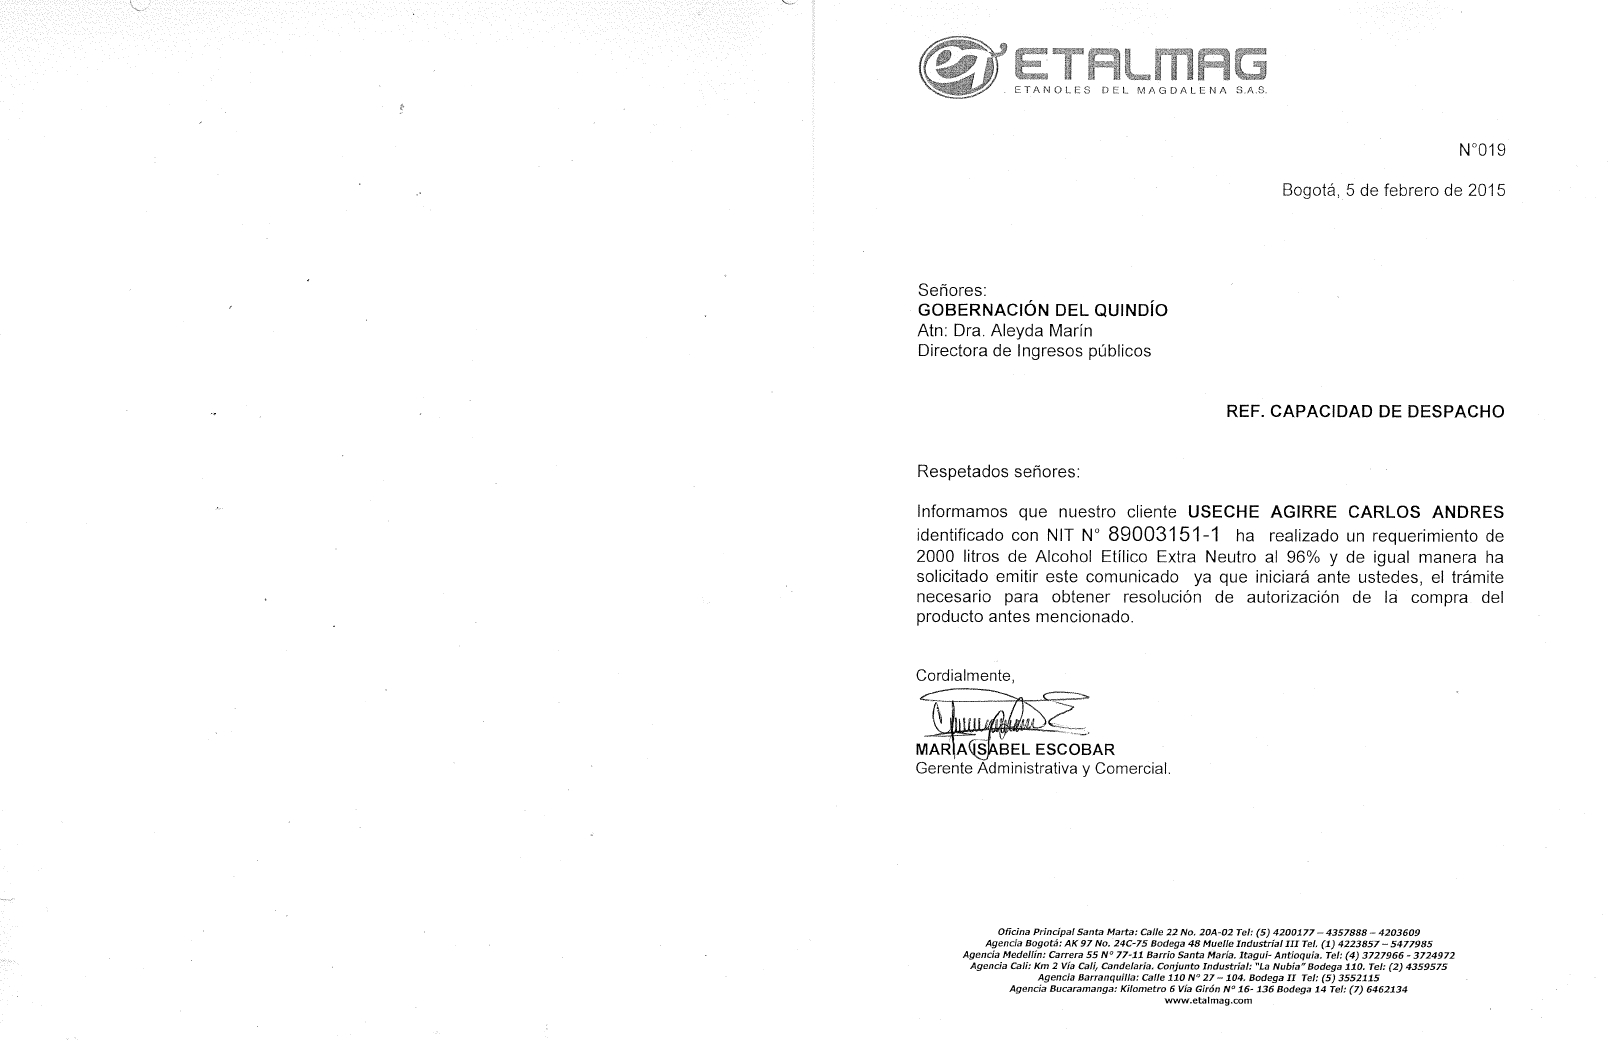 ETALMAG
ETANOLES DEL MAGDALENA S.A.S.
N°019
Bogotá, 5 de febrero de 2015
Señores:
GOBERNACIÓN DEL QUINDÍO
Atn: Dra. Aleyda Marín
Directora de Ingresos públicos
REF. CAPACIDAD DE DESPACHO
Respetados señores:
Informamos que nuestro cliente USECHE AGIRRE CARLOS ANDRES
identificado con NIT N° 89003151-1 ha realizado un requerimiento de
2000 litros de Alcohol Etílico Extra Neutro al 96% y de igual manera ha
solicitado emitir este comunicado ya que iniciará ante ustedes, el trámite
necesario para obtener resolución de autorización de la compra del
producto antes mencionado.
Cordialmente,
MARIA ISABEL ESCOBAR
Gerente Administrativa y Comercial.
Oficina Principal Santa Marta: Calle 22 No. 20A-02 Tel: (5) 4200177 – 4357888 – 4203609
Agencia Bogotá: AK 97 No. 24C-75 Bodega 48 Muelle Industrial III Tel. (1) 4223857 – 5477985
Agencia Medellín: Carrera 55 N° 77-11 Barrio Santa María. Itagui- Antioquia. Tel: (4) 3727966 - 3724972
Agencia Cali: Km 2 Vía Cali, Candelaria. Conjunto Industrial: "La Nubia" Bodega 110. Tel: (2) 4359575
Agencia Barranquilla: Calle 110 N° 27 – 104. Bodega II Tel: (5) 3552115
Agencia Bucaramanga: Kilometro 6 Vía Girón N° 16- 136 Bodega 14 Tel: (7) 6462134
www.etalmag.com